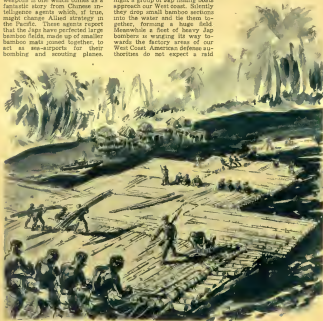 fantastic story from Chinese in-
telligence agents which, if true,
might change Allied strategy in
the Pacific. These agents report
that the Japs have perfected large
bamboo fields, made up of smaller
bamboo mats joined together, to
act as sea-airports for their
bombing and scouting planes.
approach our West coast. Silently
they drop small bamboo sections
into the water and tie them to-
gether, forming a huge field.
Meanwhile a fleet of heavy Jap
bombers is winging its way to-
wards the factory areas of our
West Coast. American defense au-
thorities do not expect a raid